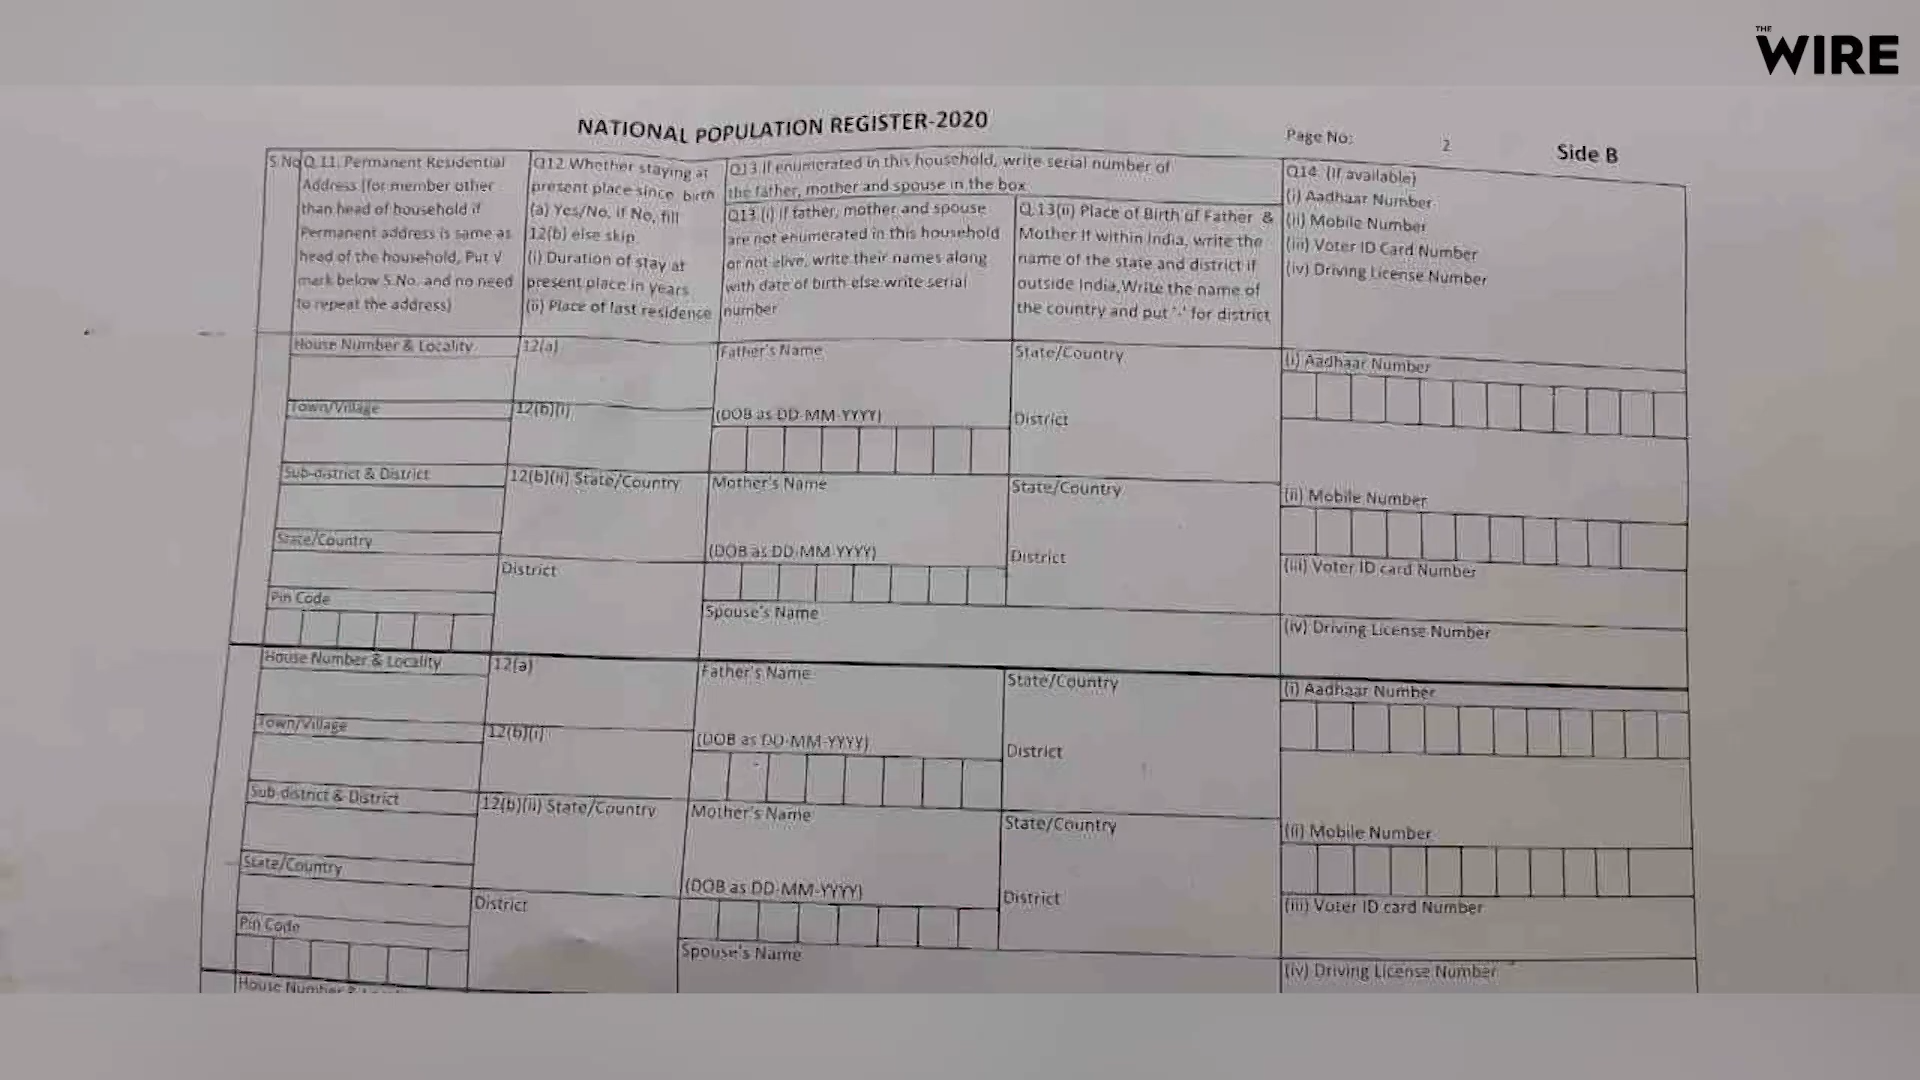 THE
WIRE
NATIONAL POPULATION REGISTER-2020
Page No: 2
Side B
S.No
Q.11. Permanent Residential
Address (for member other
than head of household if
Permanent address is same as
head of the household, Put V
mark below S.No. and no need
to repeat the address)
Q12.Whether staying at
present place since birth
(a) Yes/No, if No, fill
12(b) else skip.
(i) Duration of stay at
present place in years
(ii) Place of last residence
Q13 If enumerated in this household, write serial number of
the father, mother and spouse in the box
Q13.(i) If father, mother and spouse
are not enumerated in this household
or not alive, write their names along
with date of birth else write serial
number
Q.13(ii) Place of Birth of Father &
Mother If within India, write the
name of the state and district if
outside India,Write the name of
the country and put '-' for district
Q14. (If available)
(i) Aadhaar Number
(ii) Mobile Number
(iii) Voter ID Card Number
(iv) Driving License Number
House Number & Locality
12(a)
Father's Name
State/Country
(i) Aadhaar Number
Town/Village
12(b)(i)
(DOB as DD-MM-YYYY)
District
Sub-district & District
12(b)(ii) State/Country
Mother's Name
State/Country
(ii) Mobile Number
State/Country
(DOB as DD-MM-YYYY)
District
District
(iii) Voter ID card Number
Pin Code
Spouse's Name
(iv) Driving License Number
House Number & Locality
12(a)
Father's Name
State/Country
(i) Aadhaar Number
Town/Village
12(b)(i)
(DOB as DD-MM-YYYY)
District
Sub-district & District
12(b)(ii) State/Country
Mother's Name
State/Country
(ii) Mobile Number
State/Country
(DOB as DD-MM-YYYY)
District
District
(iii) Voter ID card Number
Pin Code
Spouse's Name
(iv) Driving License Number
House Number &